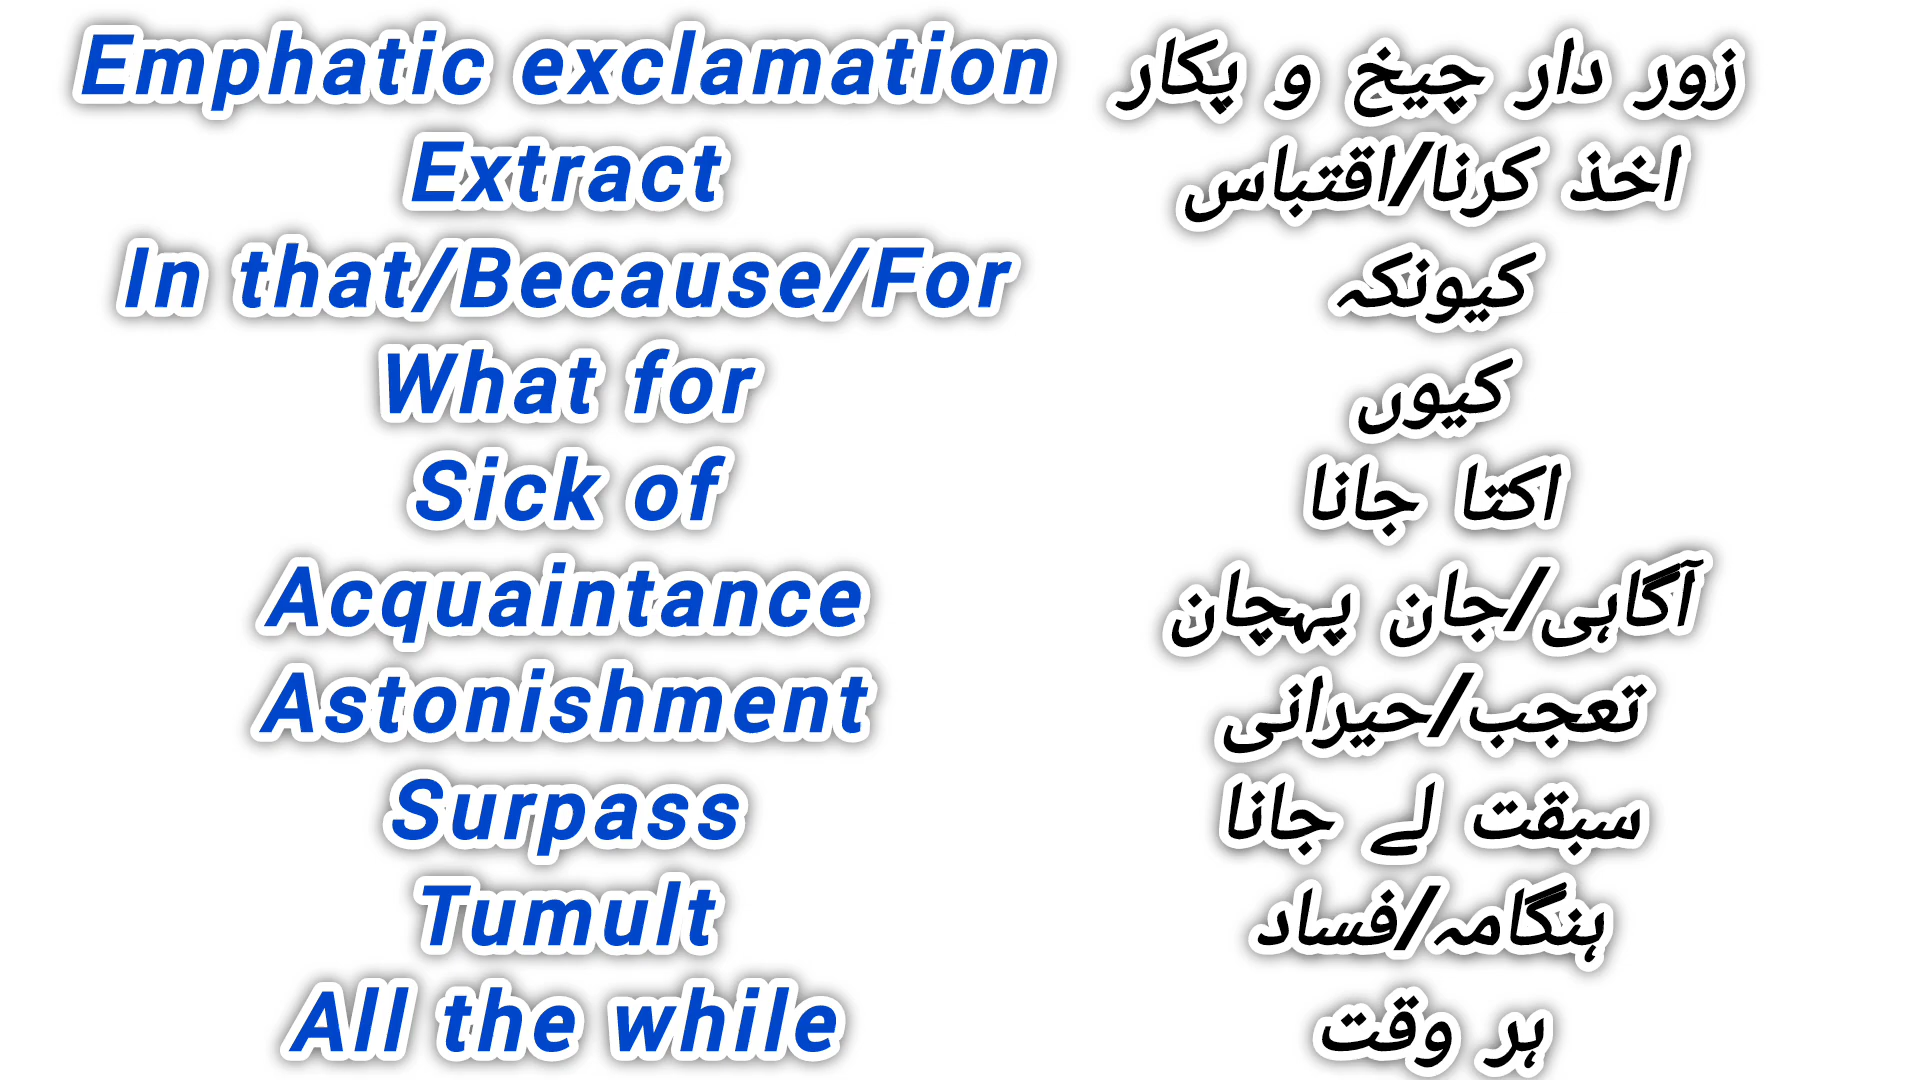 Emphatic exclamation زور دار چیخ و پکار
Extract اخذ کرنا/اقتباس
In that/Because/For کیونکہ
What for کیوں
Sick of اکتا جانا
Acquaintance آگاہی/جان پہچان
Astonishment تعجب/حیرانی
Surpass سبقت لے جانا
Tumult ہنگامہ/فساد
All the while ہر وقت